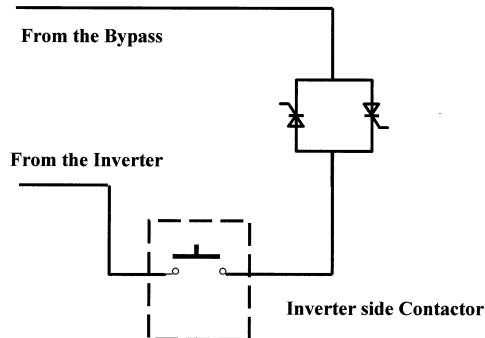 From the Bypass
From the Inverter
Inverter side Contactor